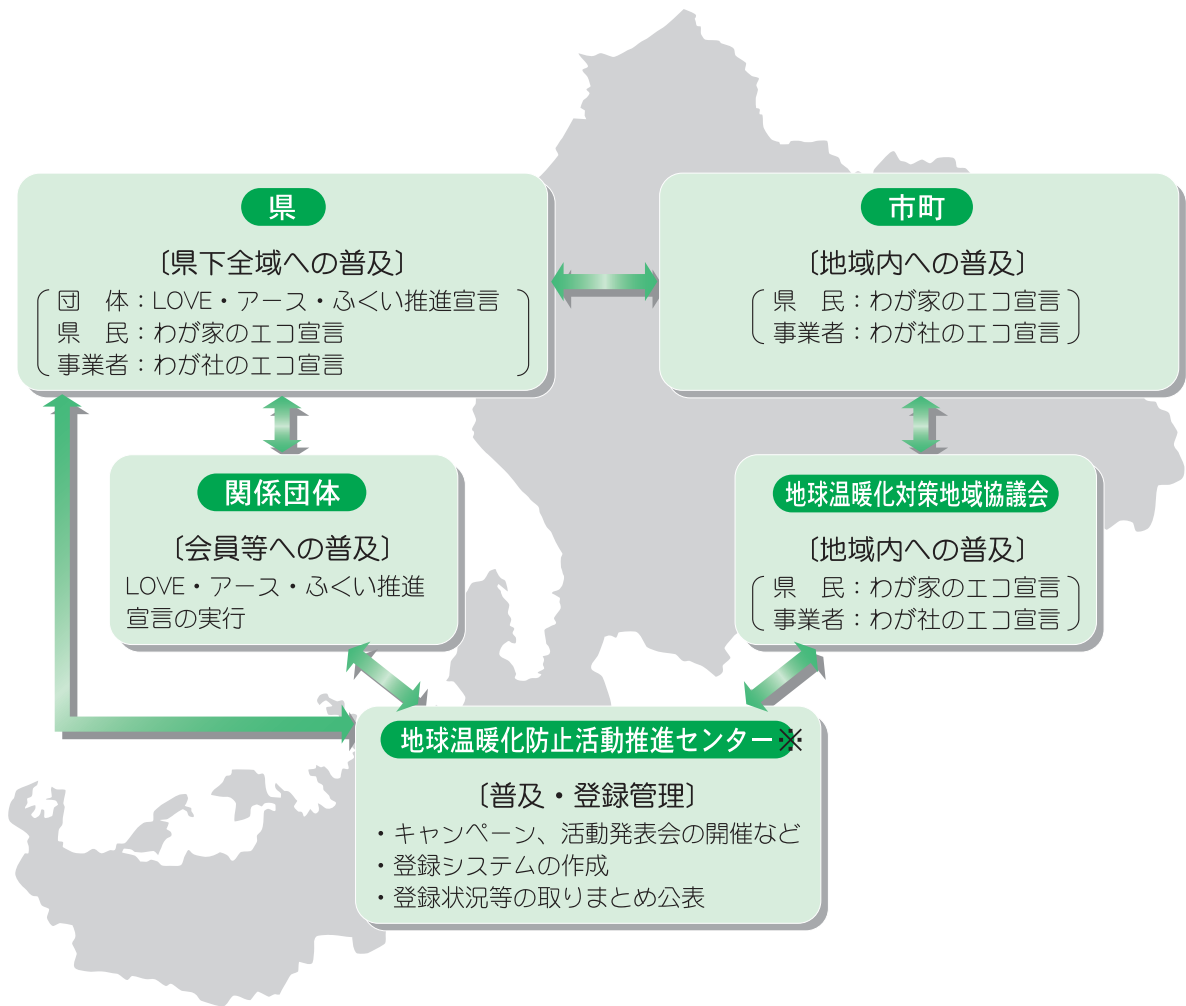 県
〔県下全域への普及〕
団　体：LOVE・アース・ふくい推進宣言
県　民：わが家のエコ宣言
事業者：わが社のエコ宣言
市町
〔地域内への普及〕
県　民：わが家のエコ宣言
事業者：わが社のエコ宣言
関係団体
〔会員等への普及〕
LOVE・アース・ふくい推進
宣言の実行
地球温暖化対策地域協議会
〔地域内への普及〕
県　民：わが家のエコ宣言
事業者：わが社のエコ宣言
地球温暖化防止活動推進センター※
〔普及・登録管理〕
・キャンペーン、活動発表会の開催など
・登録システムの作成
・登録状況等の取りまとめ公表